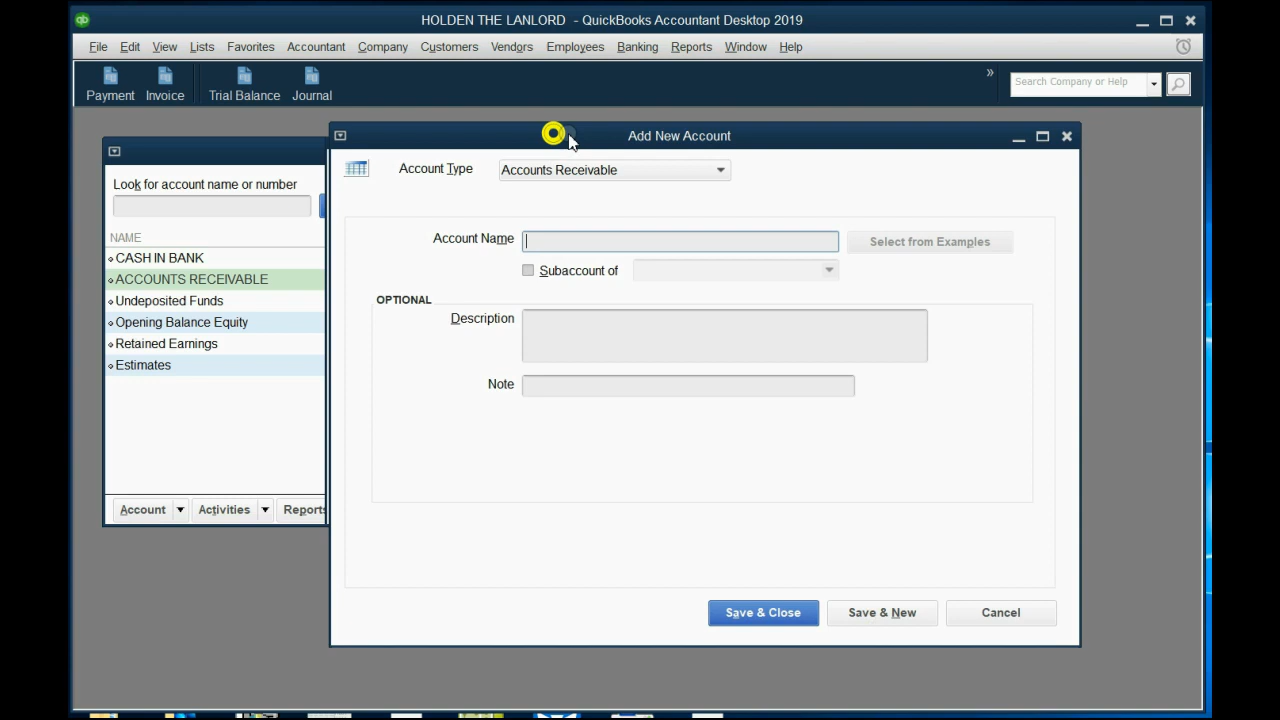 qb
HOLDEN THE LANLORD - QuickBooks Accountant Desktop 2019
File Edit View Lists Favorites Accountant Company Customers Vendors Employees Banking Reports Window Help
Payment Invoice Trial Balance Journal
»
Search Company or Help
Add New Account
Account Type Accounts Receivable
Look for account name or number
NAME
CASH IN BANK
ACCOUNTS RECEIVABLE
Undeposited Funds
Opening Balance Equity
Retained Earnings
Estimates
Account Activities Reports
Account Name Select from Examples
Subaccount of
OPTIONAL
Description
Note
Save & Close Save & New Cancel